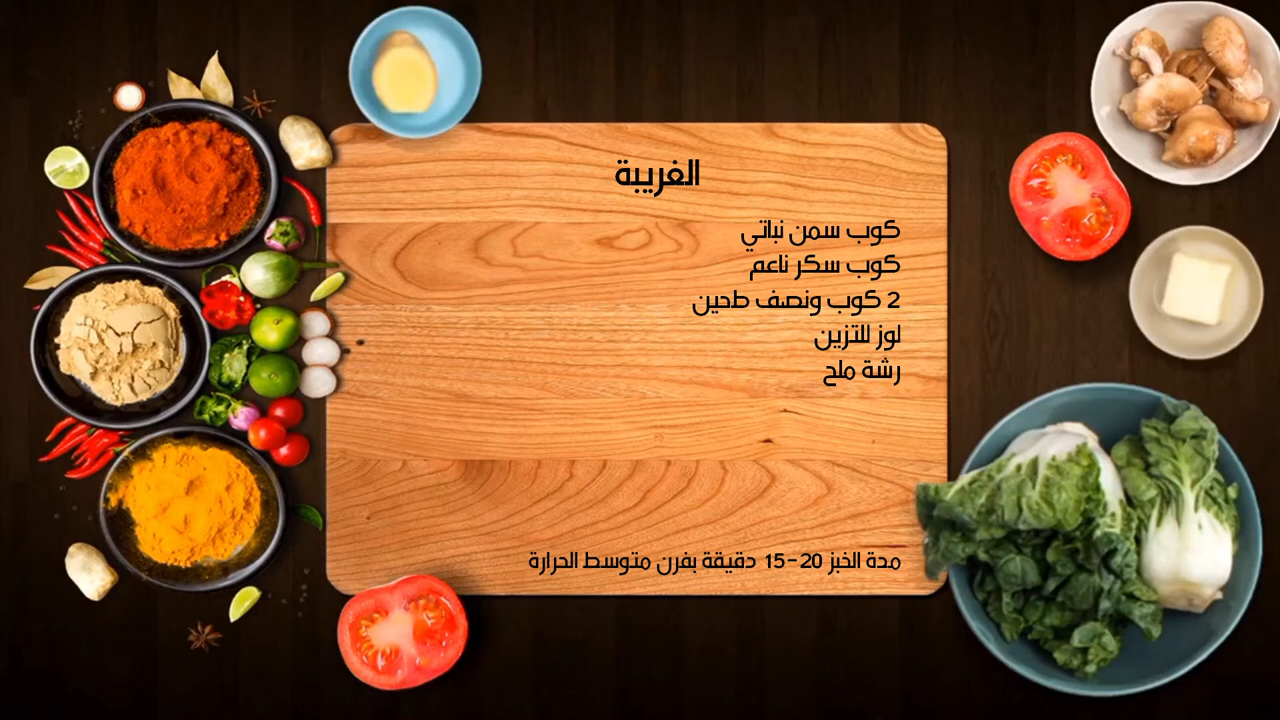 الغريبة
كوب سمن نباتي
كوب سكر ناعم
2 كوب ونصف طحين
لوز للتزين
رشة ملح
مدة الخبز 20-15 دقيقة بفرن متوسط الحرارة